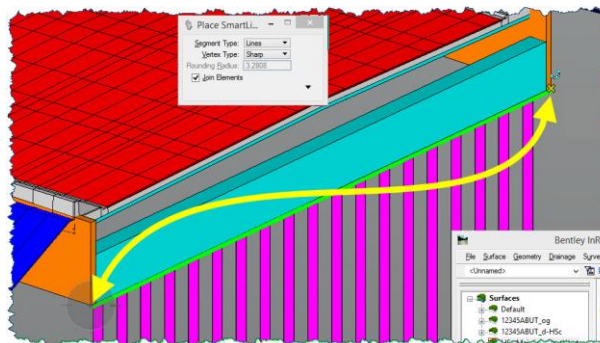 Place SmartLi...
Segment Type: Lines
Vertex Type: Sharp
Rounding Radius: 3.2808
Join Elements
Bentley InR
File Surface Geometry Drainage Surve
<Unnamed>
Surfaces
Default
12345ABUT_og
12345ABUT_d-HSc